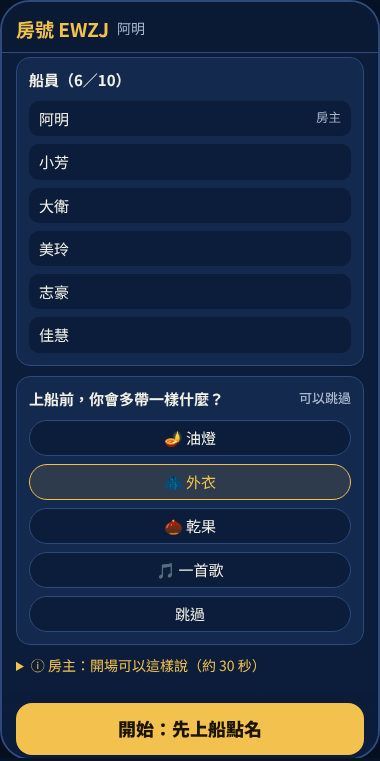 房號 EWZJ 阿明
船員（6／10）
阿明 房主
小芳
大衛
美玲
志豪
佳慧
上船前，你會多帶一樣什麼？ 可以跳過
🪔 油燈
🧥 外衣
🌰 乾果
🎵 一首歌
跳過
▶ ⓘ 房主：開場可以這樣說（約 30 秒）
開始：先上船點名